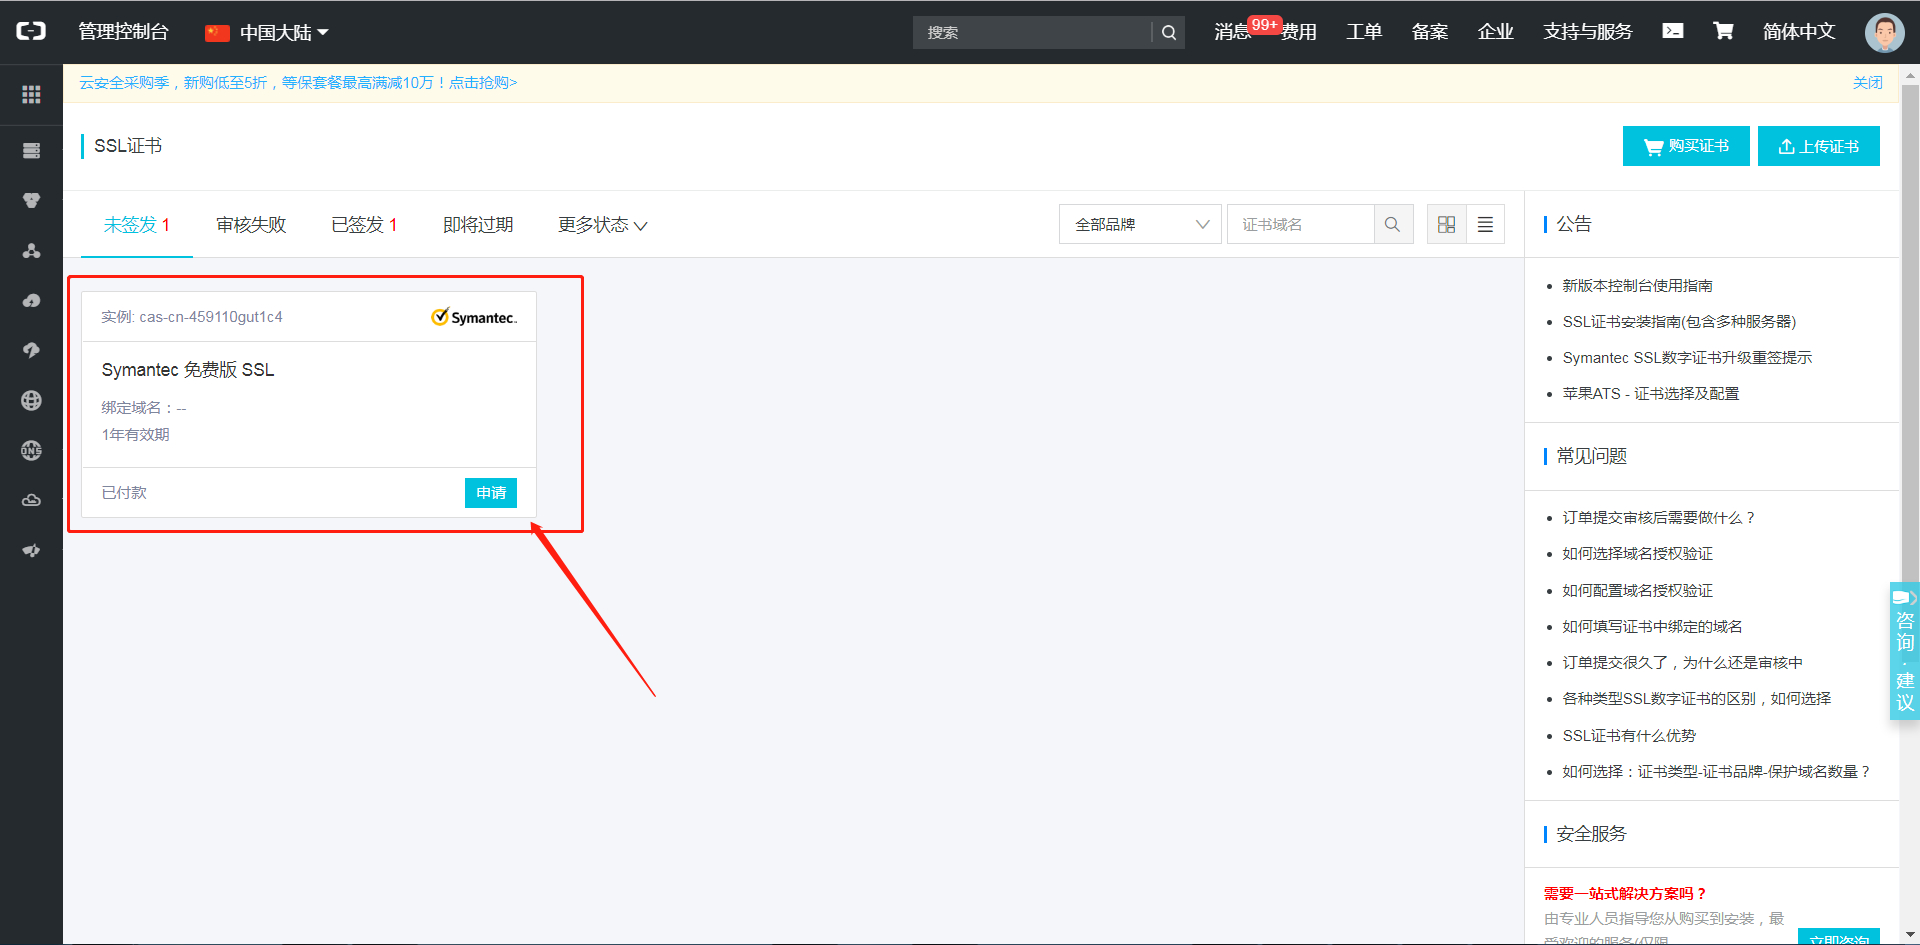 管理控制台
中国大陆
搜索
消息 99+
费用
工单
备案
企业
支持与服务
简体中文
云安全采购季，新购低至5折，等保套餐最高满减10万！点击抢购>
关闭
SSL证书
购买证书
上传证书
未签发 1
审核失败
已签发 1
即将过期
更多状态
全部品牌
证书域名
实例: cas-cn-459110gut1c4
Symantec.
Symantec 免费版 SSL
绑定域名：--
1年有效期
已付款
申请
公告
新版本控制台使用指南
SSL证书安装指南(包含多种服务器)
Symantec SSL数字证书升级重签提示
苹果ATS - 证书选择及配置
常见问题
订单提交审核后需要做什么？
如何选择域名授权验证
如何配置域名授权验证
如何填写证书中绑定的域名
订单提交很久了，为什么还是审核中
各种类型SSL数字证书的区别，如何选择
SSL证书有什么优势
如何选择：证书类型-证书品牌-保护域名数量？
安全服务
需要一站式解决方案吗？
由专业人员指导您从购买到安装，最
受欢迎的服务(仅限
立即咨询
咨询·建议
DNS